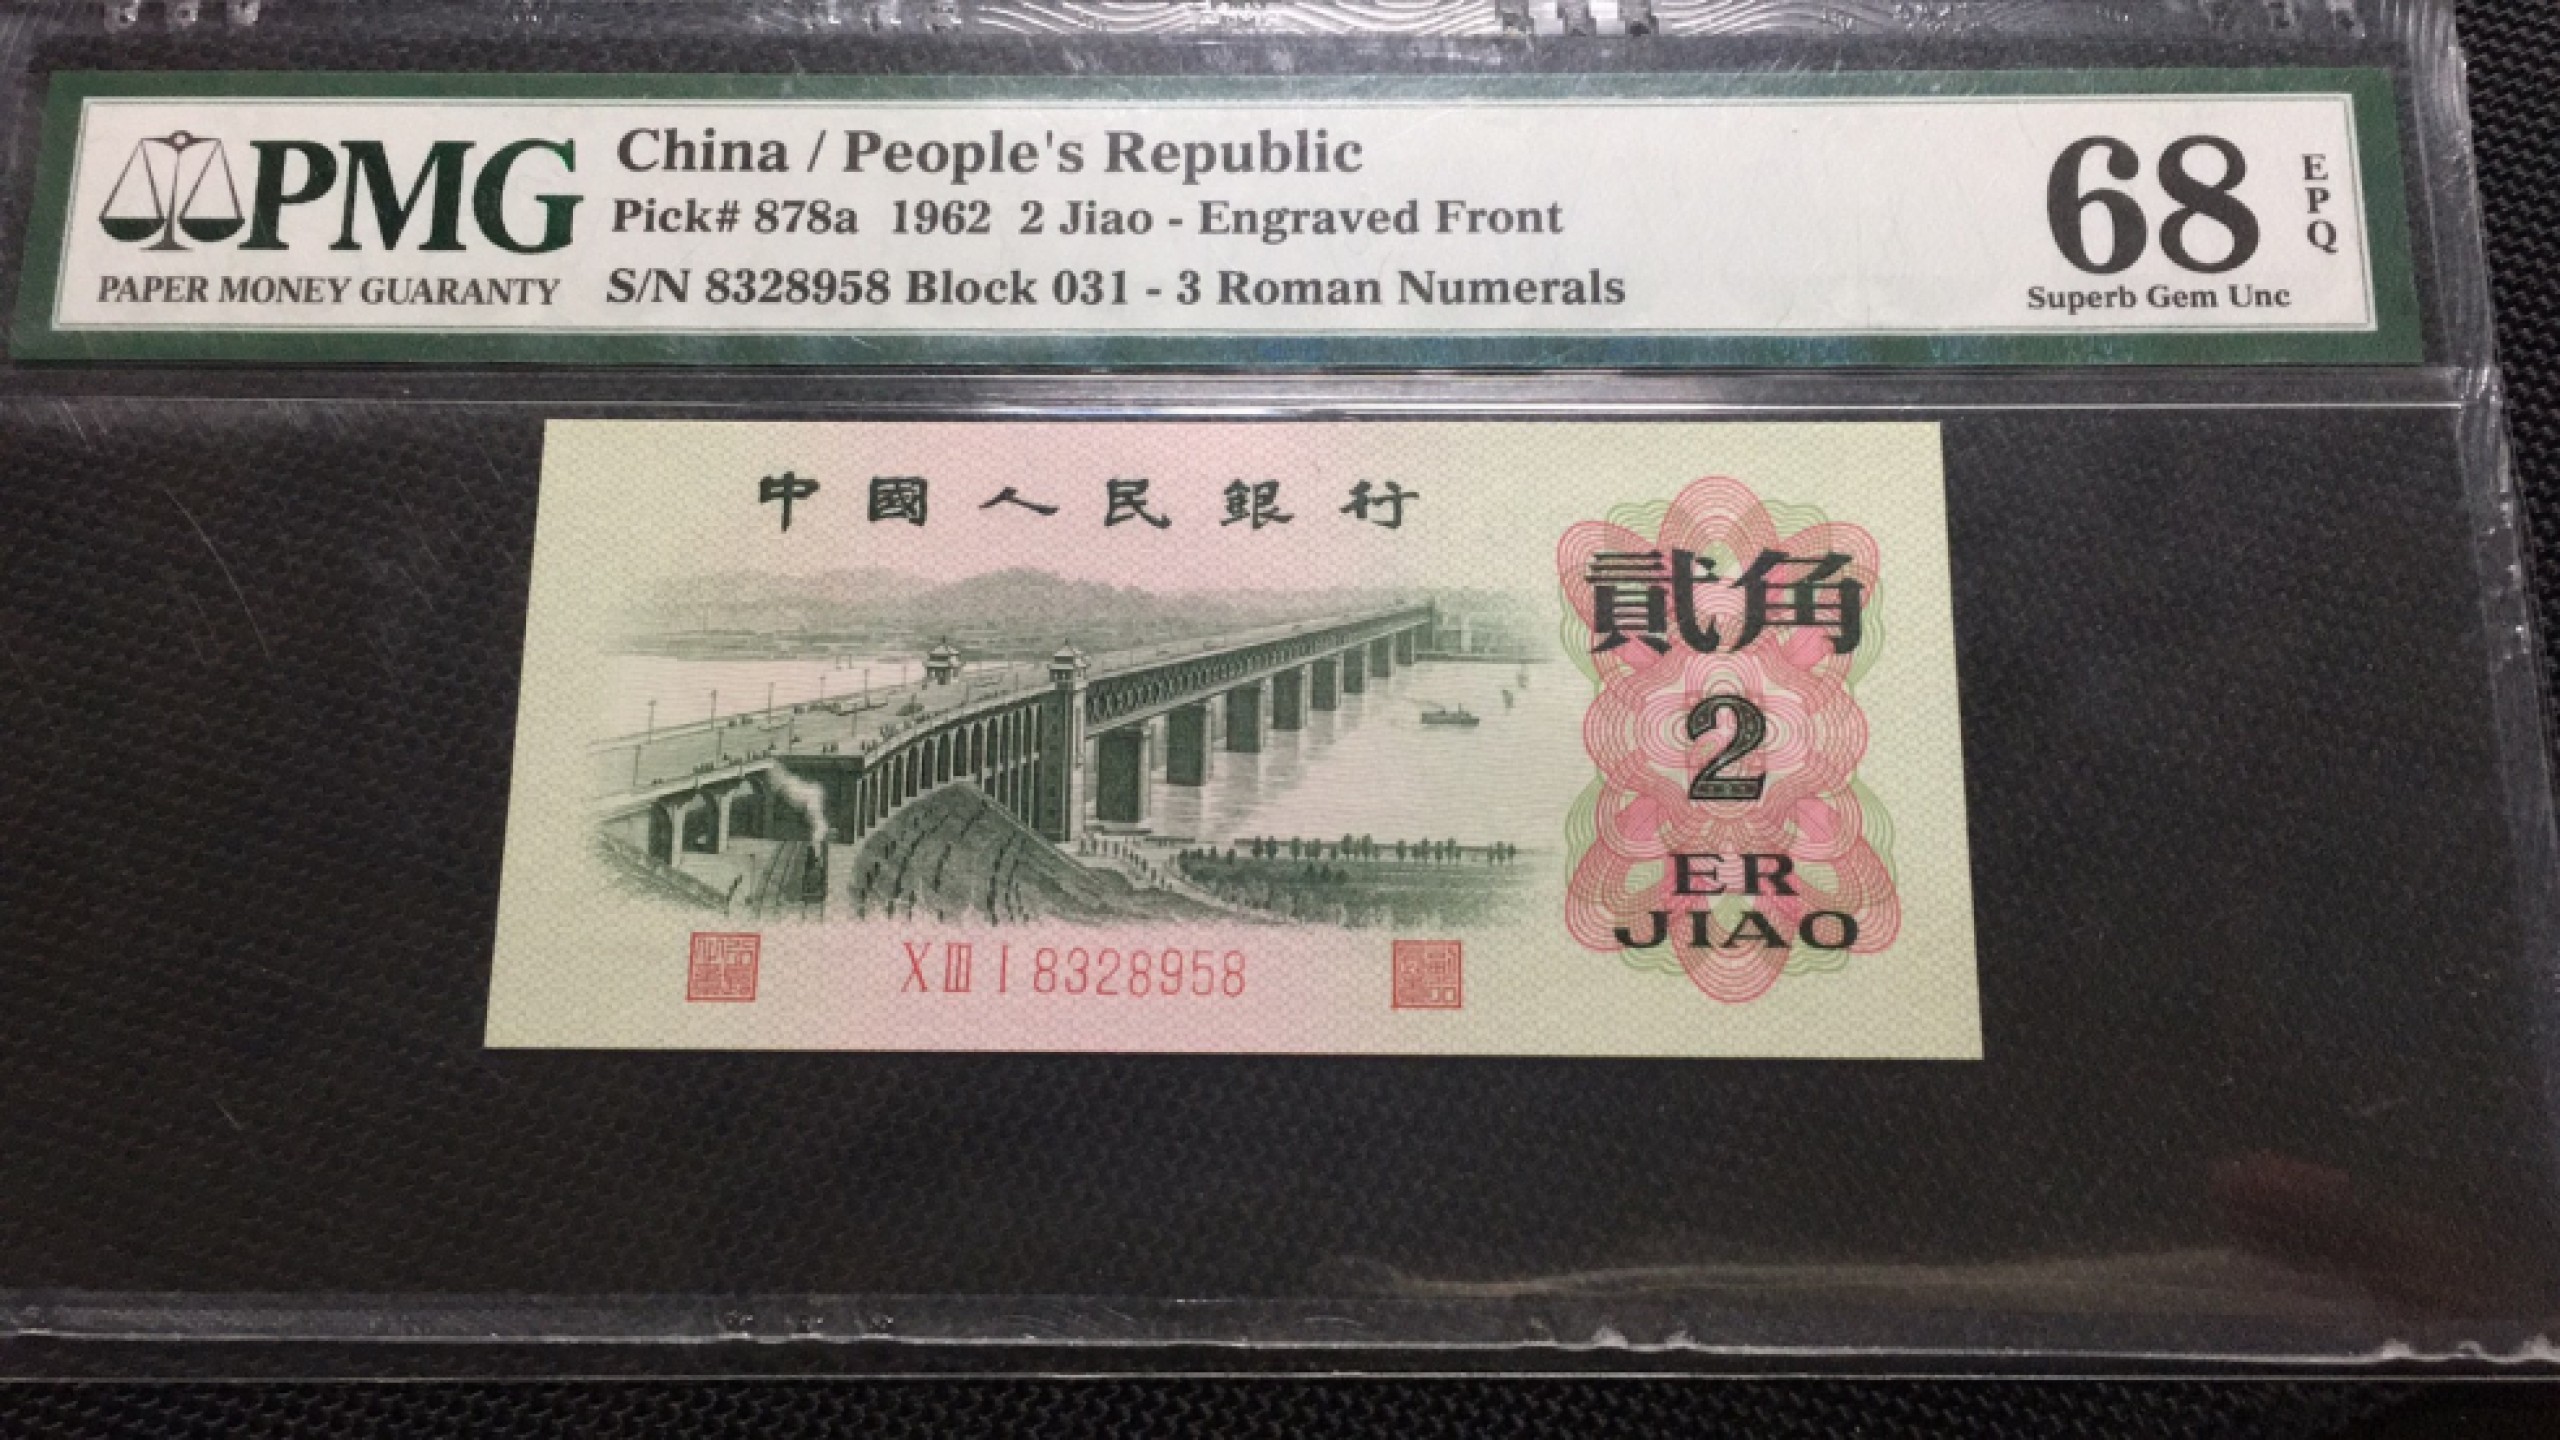 PMG
PAPER MONEY GUARANTY
China / People's Republic
Pick# 878a 1962 2 Jiao - Engraved Front
S/N 8328958 Block 031 - 3 Roman Numerals
68
EPQ
Superb Gem Unc
中國人民銀行
貳角
2
ER
JIAO
X III I 8328958